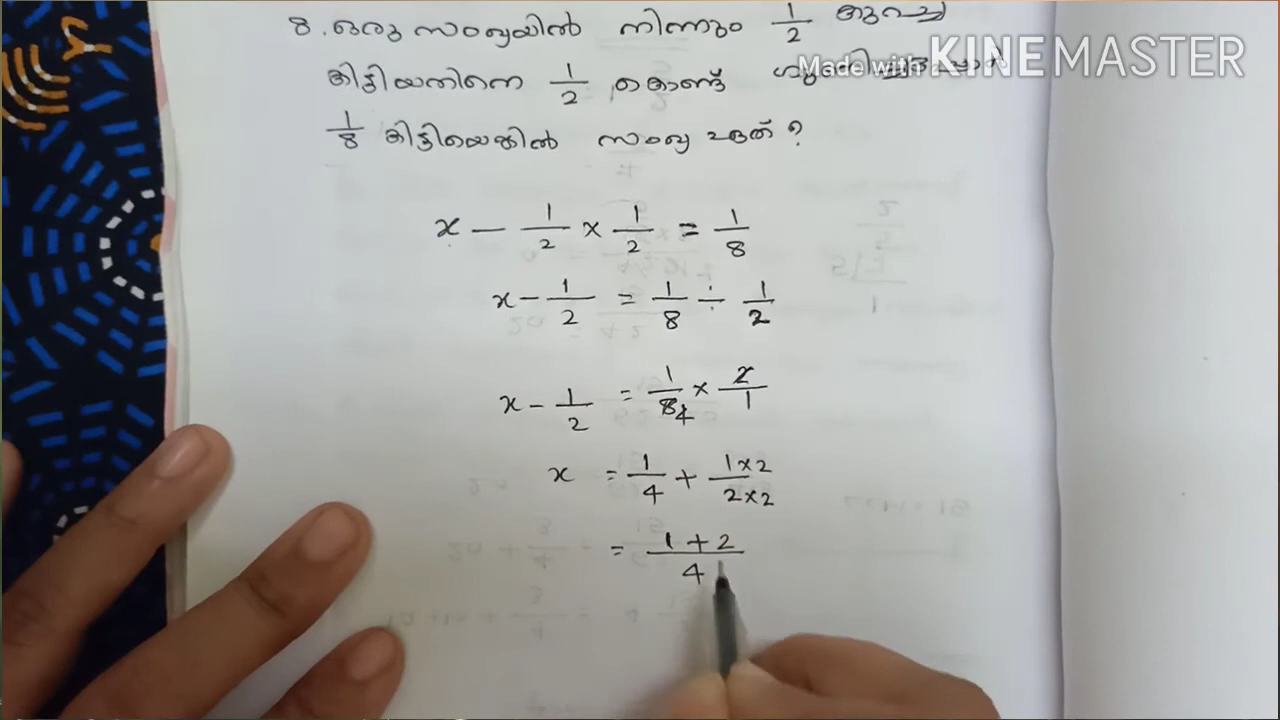 8. ഒരു സംഖ്യയിൽ നിന്നും 1/2 കുറച്ച്
Made with KINEMASTER
കിട്ടിയതിനെ 1/2 കൊണ്ട്
1/8 കിട്ടിയെങ്കിൽ സംഖ്യ ഏത് ?
x - 1/2 × 1/2 = 1/8
x - 1/2 = 1/8 ÷ 1/2
x - 1/2 = 1/8 4 × 2/1
x = 1/4 + 1×2/2×2
= 1+2/4